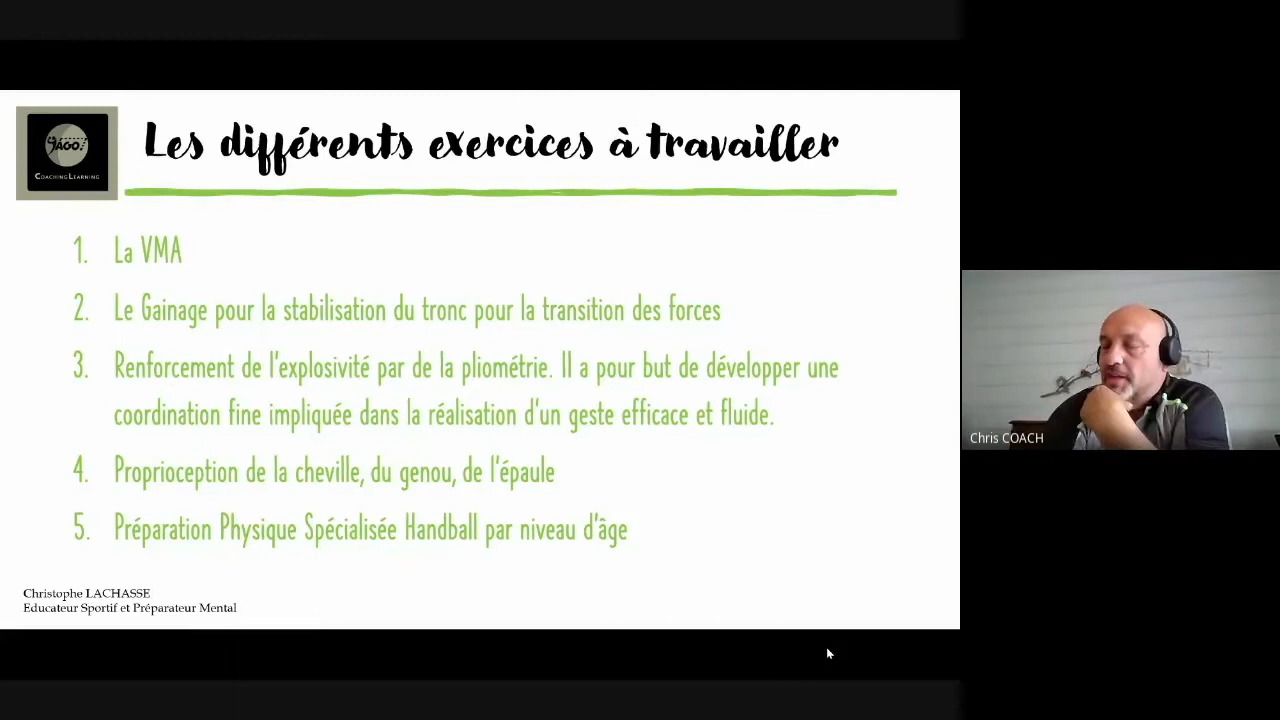 Les différents exercices à travailler
YAGO
COACHINGLEARNING
1. La VMA
2. Le Gainage pour la stabilisation du tronc pour la transition des forces
3. Renforcement de l'explosivité par de la pliométrie. Il a pour but de développer une
coordination fine impliquée dans la réalisation d'un geste efficace et fluide.
4. Proprioception de la cheville, du genou, de l'épaule
5. Préparation Physique Spécialisée Handball par niveau d'âge
Christophe LACHASSE
Educateur Sportif et Préparateur Mental
Chris COACH